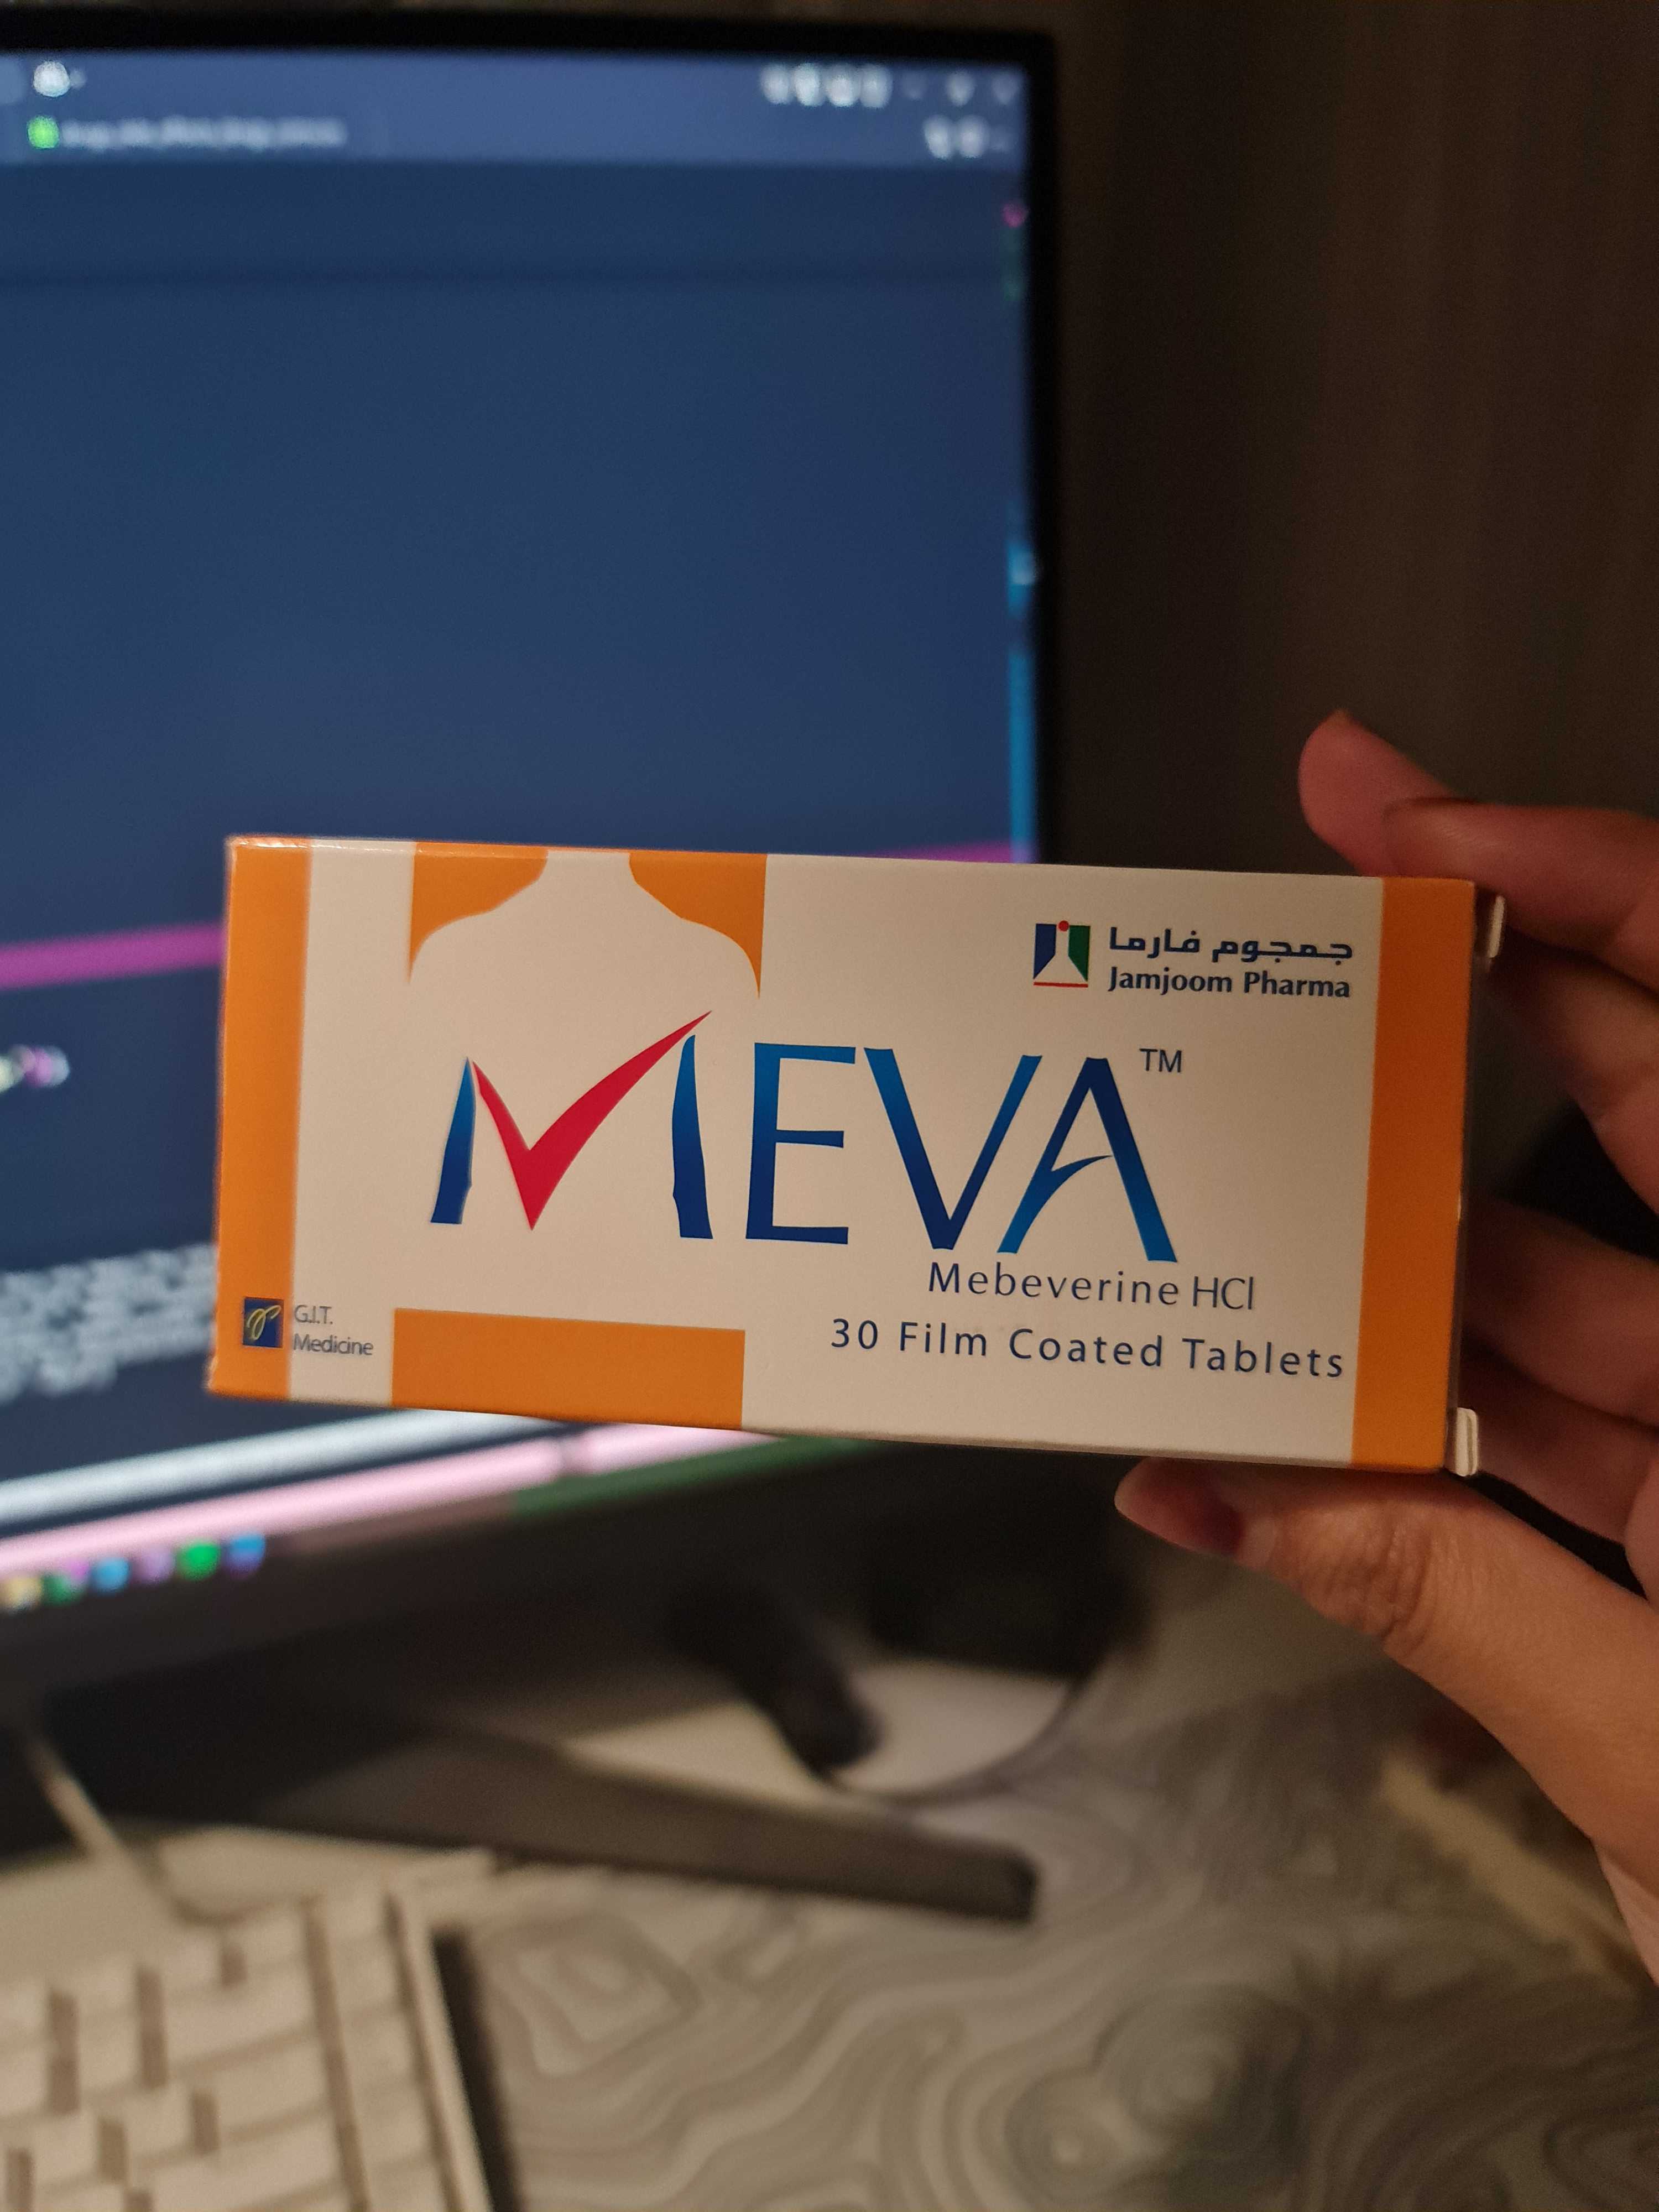 جمجوم فارما
Jamjoom Pharma
MEVA™
Mebeverine HCl
30 Film Coated Tablets
G.I.T.
Medicine